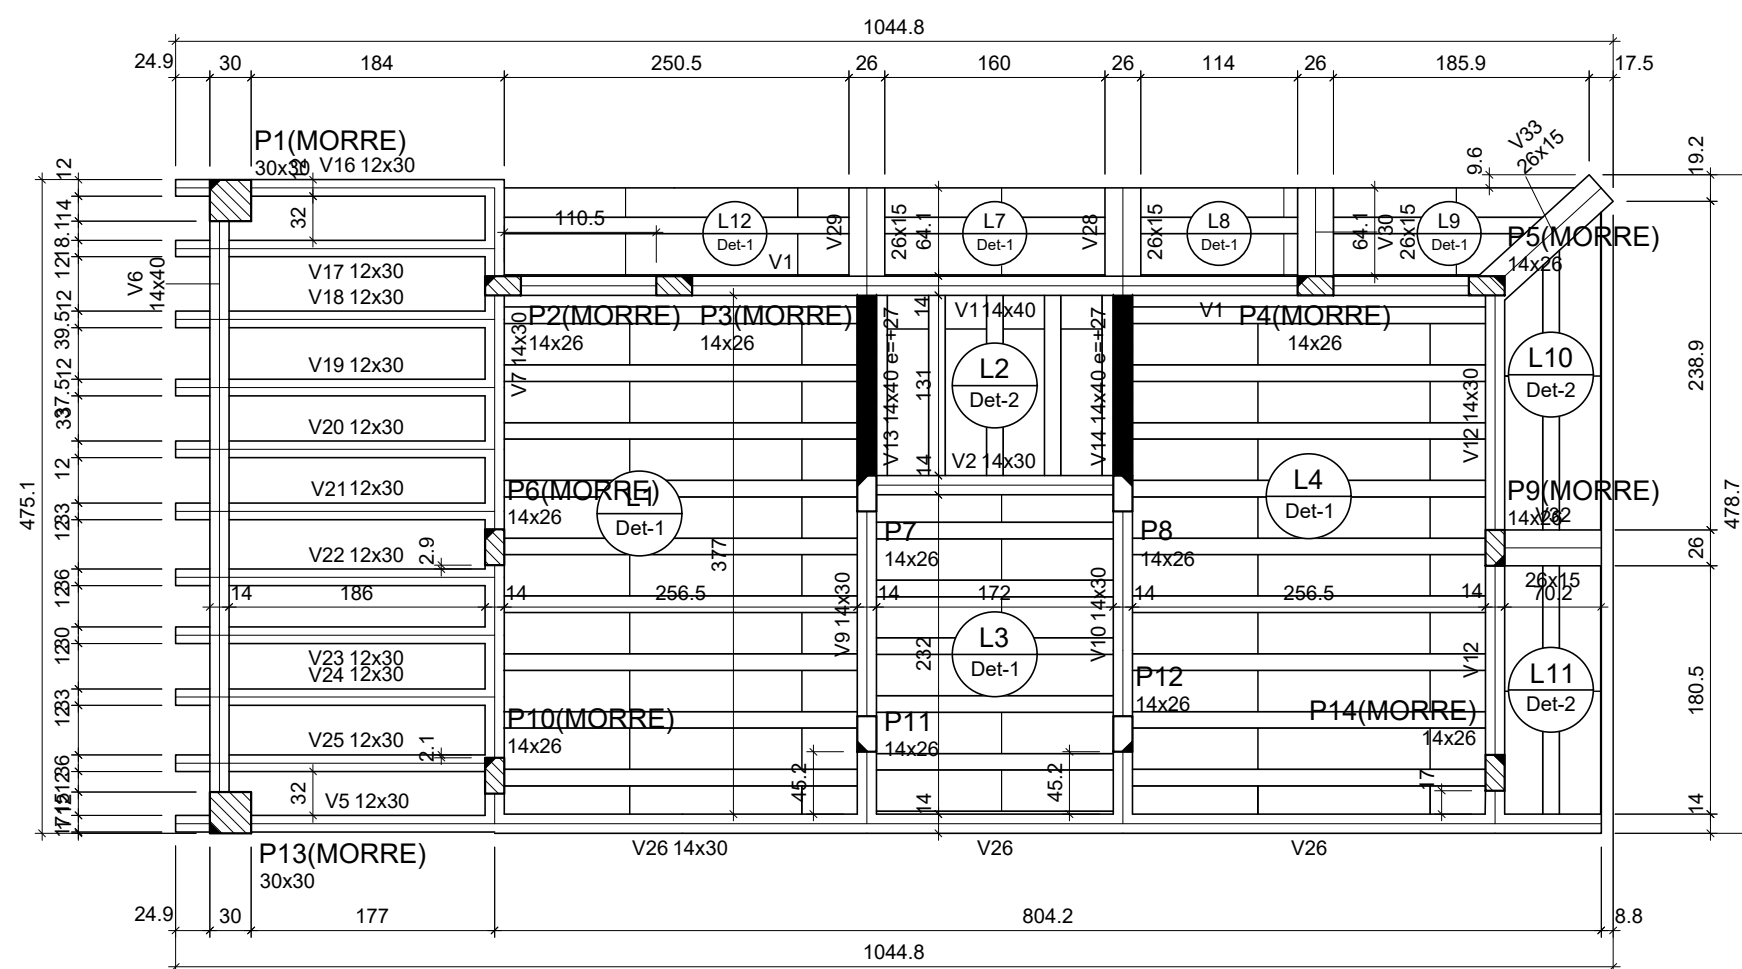 1044.8
24.9 30 184 250.5 26 160 26 114 26 185.9 17.5
P1(MORRE)
30x30
V16 12x30
12
32
V33
26x15
9.6
19.2
12
114
18.1
V6
14x40
V17 12x30
V18 12x30
110.5
L12
Det-1
V29
26x15
64.1
L7
Det-1
V28
26x15
L8
Det-1
64.1
V30
26x15
L9
Det-1
P5(MORRE)
14x26
V1
P2(MORRE)
14x26
P3(MORRE)
14x26
V7 14x30
14
V1 14x40
V1
P4(MORRE)
14x26
V13 14x40 e=+27
131
L2
Det-2
V14 14x40 e=+27
V12 14x30
L10
Det-2
238.9
V19 12x30
V20 12x30
V21 12x30
V22 12x30
14
V2 14x30
475.1
478.7
P6(MORRE)
14x26
L1
Det-1
L4
Det-1
P9(MORRE)
14x26
V32
26x15
26
2.9
377
P7
14x26
P8
14x26
14 186 14 256.5 14 172 14 256.5 14 70.2
V9 14x30
232
L3
Det-1
V10 14x30
V12
L11
Det-2
180.5
V23 12x30
V24 12x30
V25 12x30
2.1
P10(MORRE)
14x26
P11
14x26
P12
14x26
P14(MORRE)
14x26
32
V5 12x30
45.2
14
45.2
17
14
V26 14x30
V26
V26
P13(MORRE)
30x30
24.9 30 177 804.2 8.8
1044.8